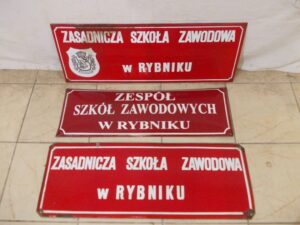 ZASADNICZA SZKOŁA ZAWODOWA
w RYBNIKU
ZESPÓŁ
SZKÓŁ ZAWODOWYCH
W RYBNIKU
ZASADNICZA SZKOŁA ZAWODOWA
w RYBNIKU